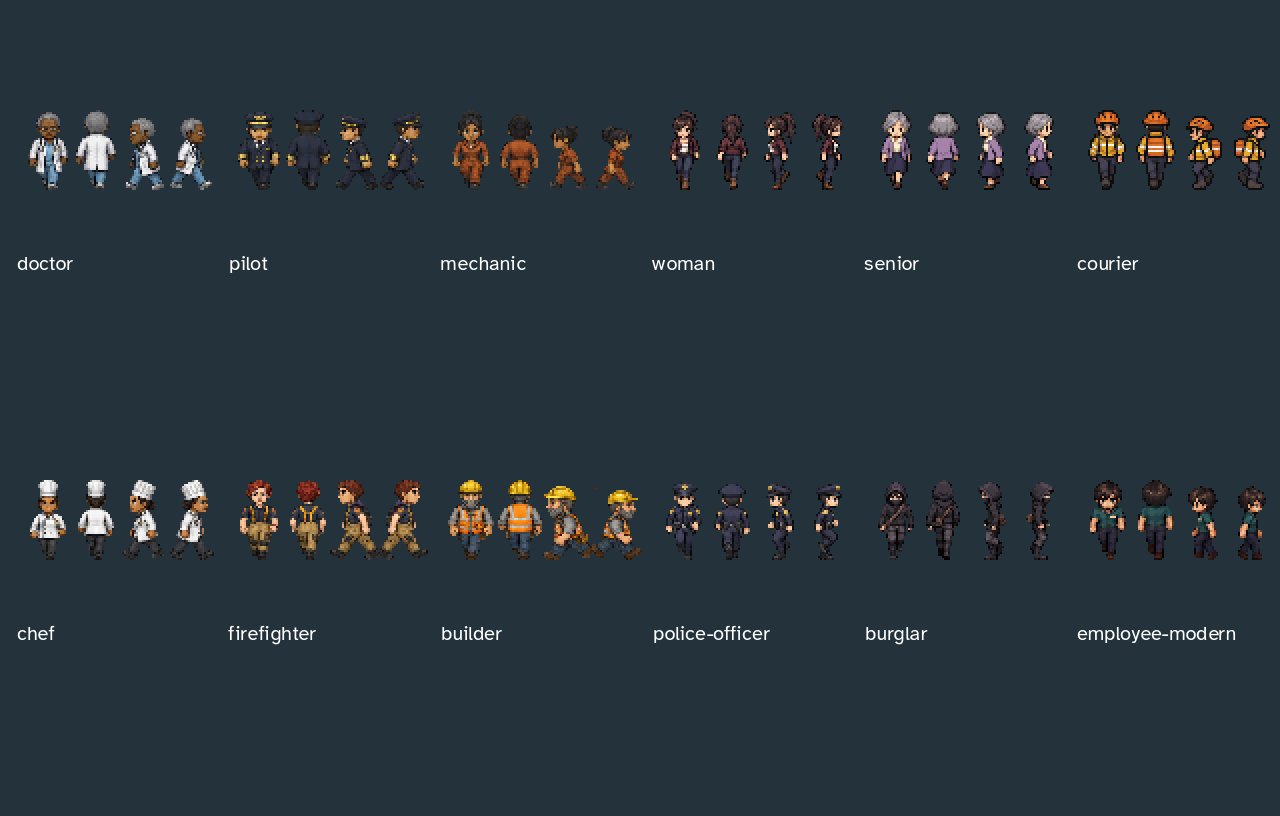 doctor
pilot
mechanic
woman
senior
courier
chef
firefighter
builder
police-officer
burglar
employee-modern